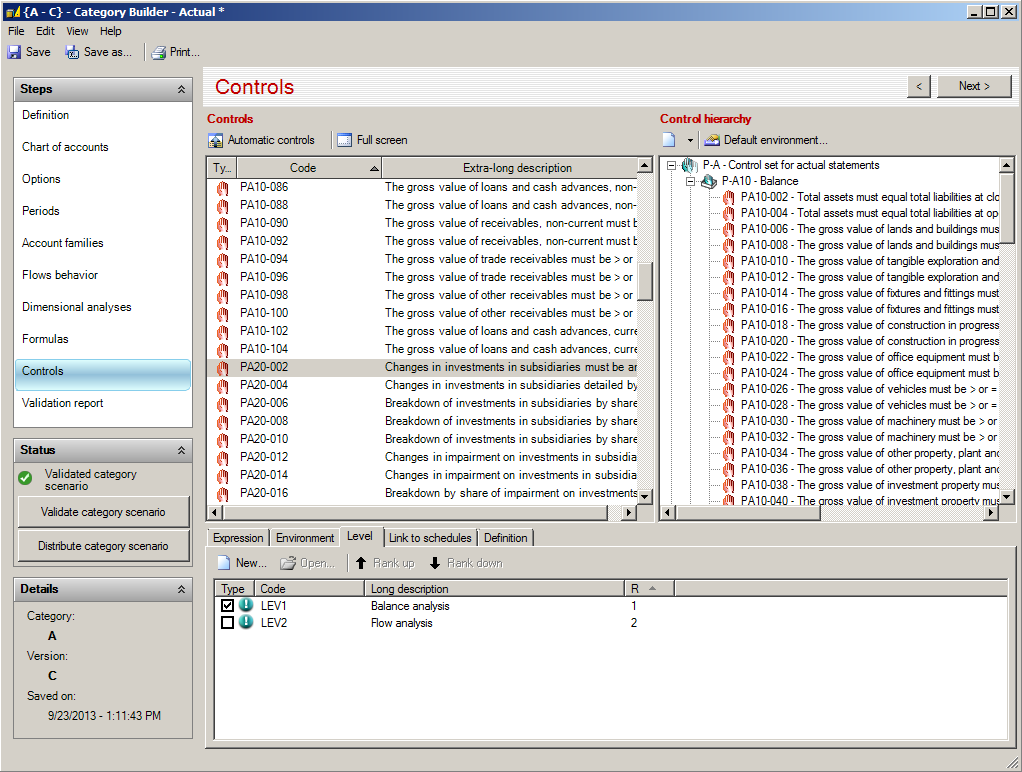 {A - C} - Category Builder - Actual *
File Edit View Help
Save Save as... Print...
Steps
Definition
Chart of accounts
Options
Periods
Account families
Flows behavior
Dimensional analyses
Formulas
Controls
Validation report
Status
Validated category
scenario
Validate category scenario
Distribute category scenario
Details
Category:
A
Version:
C
Saved on:
9/23/2013 - 1:11:43 PM
Controls
< Next >
Controls
Automatic controls Full screen
Ty... Code Extra-long description
PA10-086 The gross value of loans and cash advances, non-
PA10-088 The gross value of loans and cash advances, non-
PA10-090 The gross value of receivables, non-current must b
PA10-092 The gross value of receivables, non-current must b
PA10-094 The gross value of trade receivables must be > or
PA10-096 The gross value of trade receivables must be > or
PA10-098 The gross value of other receivables must be > or
PA10-100 The gross value of other receivables must be > or
PA10-102 The gross value of loans and cash advances, curre
PA10-104 The gross value of loans and cash advances, curre
PA20-002 Changes in investments in subsidiaries must be an
PA20-004 Changes in investments in subsidiaries detailed by
PA20-006 Breakdown of investments in subsidiaries by share
PA20-008 Breakdown of investments in subsidiaries by share
PA20-010 Breakdown of investments in subsidiaries by share
PA20-012 Changes in impairment on investments in subsidia
PA20-014 Changes in impairment on investments in subsidia
PA20-016 Breakdown by share of impairment on investments
Control hierarchy
Default environment...
P-A - Control set for actual statements
P-A10 - Balance
PA10-002 - Total assets must equal total liabilities at clo
PA10-004 - Total assets must equal total liabilities at op
PA10-006 - The gross value of lands and buildings mus
PA10-008 - The gross value of lands and buildings mus
PA10-010 - The gross value of tangible exploration and
PA10-012 - The gross value of tangible exploration and
PA10-014 - The gross value of fixtures and fittings must
PA10-016 - The gross value of fixtures and fittings must
PA10-018 - The gross value of construction in progress
PA10-020 - The gross value of construction in progress
PA10-022 - The gross value of office equipment must b
PA10-024 - The gross value of office equipment must b
PA10-026 - The gross value of vehicles must be > or =
PA10-028 - The gross value of vehicles must be > or =
PA10-030 - The gross value of machinery must be > or
PA10-032 - The gross value of machinery must be > or
PA10-034 - The gross value of other property, plant and
PA10-036 - The gross value of other property, plant and
PA10-038 - The gross value of investment property mus
PA10-040 - The gross value of investment property mus
Expression Environment Level Link to schedules Definition
New... Open... Rank up Rank down
Type Code Long description R
LEV1 Balance analysis 1
LEV2 Flow analysis 2